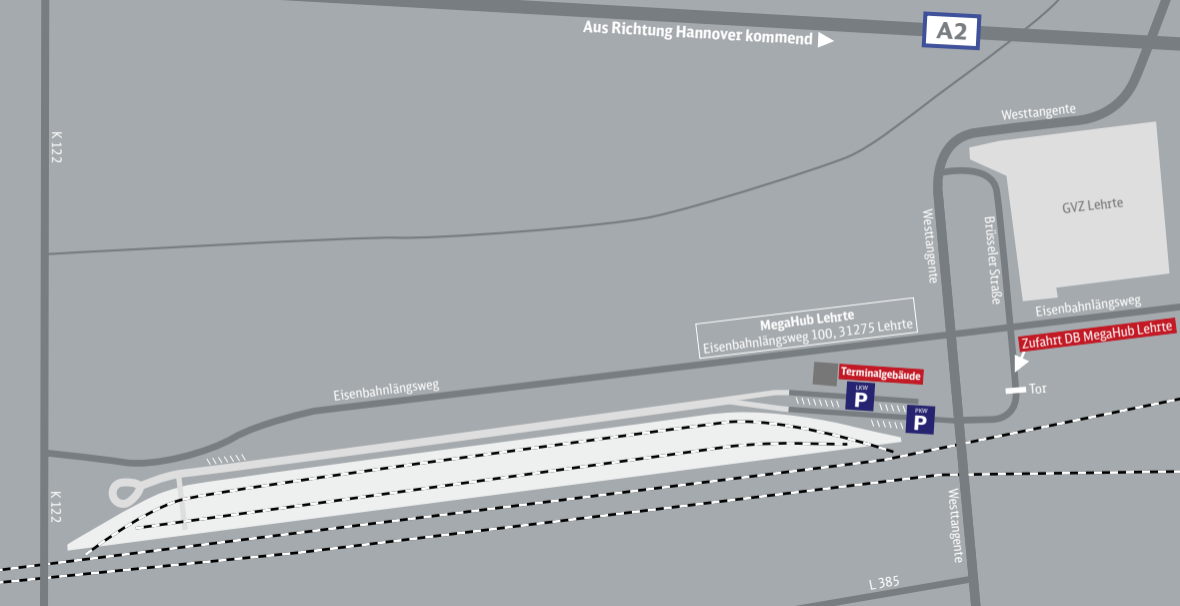 Aus Richtung Hannover kommend
A2
K 122
Westtangente
GVZ Lehrte
Westtangente
Brüsseler Straße
Eisenbahnlängsweg
MegaHub Lehrte
Eisenbahnlängsweg 100, 31275 Lehrte
Zufahrt DB MegaHub Lehrte
Terminalgebäude
Eisenbahnlängsweg
LKW
P
Tor
PKW
P
K 122
Westtangente
L 385